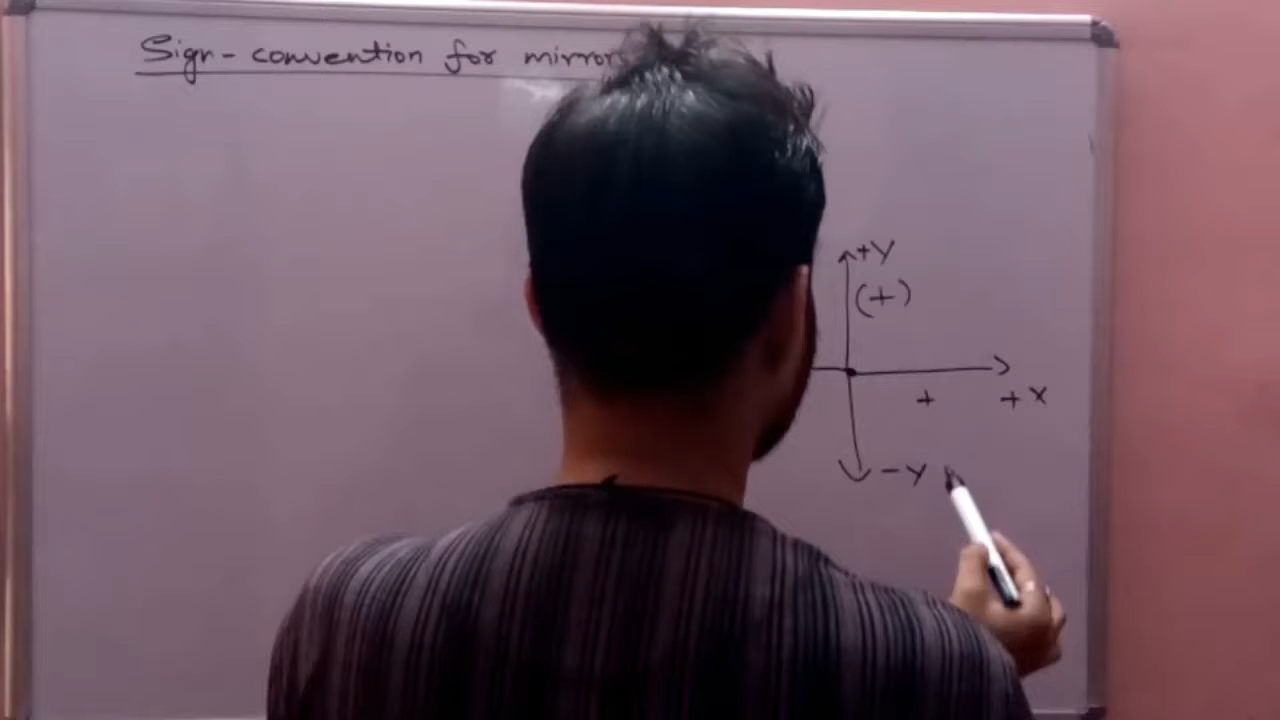 Sign-convention for mirror
+Y
(+)
+ + X
-Y